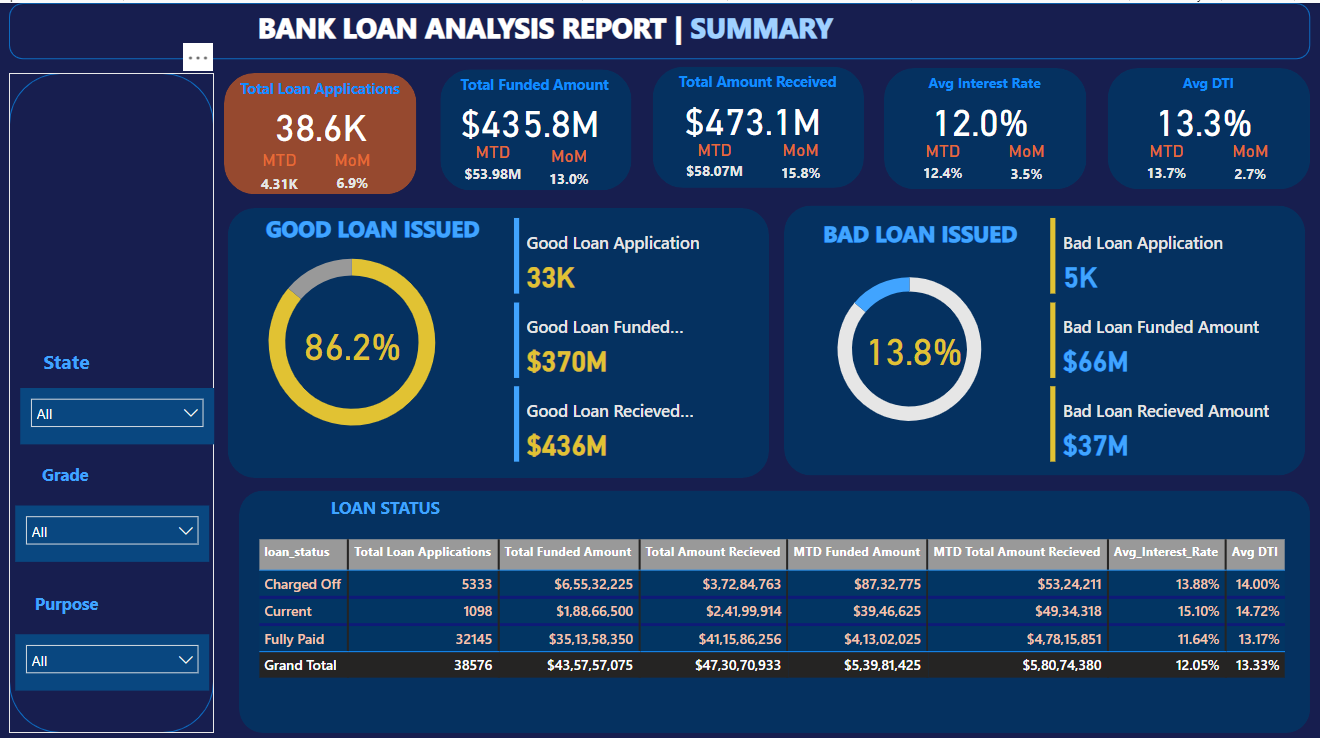 BANK LOAN ANALYSIS REPORT | SUMMARY
...
Total Loan Applications
38.6K
MTD MoM
4.31K 6.9%
Total Funded Amount
$435.8M
MTD MoM
$53.98M 13.0%
Total Amount Received
$473.1M
MTD MoM
$58.07M 15.8%
Avg Interest Rate
12.0%
MTD MoM
12.4% 3.5%
Avg DTI
13.3%
MTD MoM
13.7% 2.7%
State
All
Grade
All
Purpose
All
GOOD LOAN ISSUED
86.2%
Good Loan Application
33K
Good Loan Funded...
$370M
Good Loan Recieved...
$436M
BAD LOAN ISSUED
13.8%
Bad Loan Application
5K
Bad Loan Funded Amount
$66M
Bad Loan Recieved Amount
$37M
LOAN STATUS
loan_status Total Loan Applications Total Funded Amount Total Amount Recieved MTD Funded Amount MTD Total Amount Recieved Avg_Interest_Rate Avg DTI
Charged Off 5333 $6,55,32,225 $3,72,84,763 $87,32,775 $53,24,211 13.88% 14.00%
Current 1098 $1,88,66,500 $2,41,99,914 $39,46,625 $49,34,318 15.10% 14.72%
Fully Paid 32145 $35,13,58,350 $41,15,86,256 $4,13,02,025 $4,78,15,851 11.64% 13.17%
Grand Total 38576 $43,57,57,075 $47,30,70,933 $5,39,81,425 $5,80,74,380 12.05% 13.33%